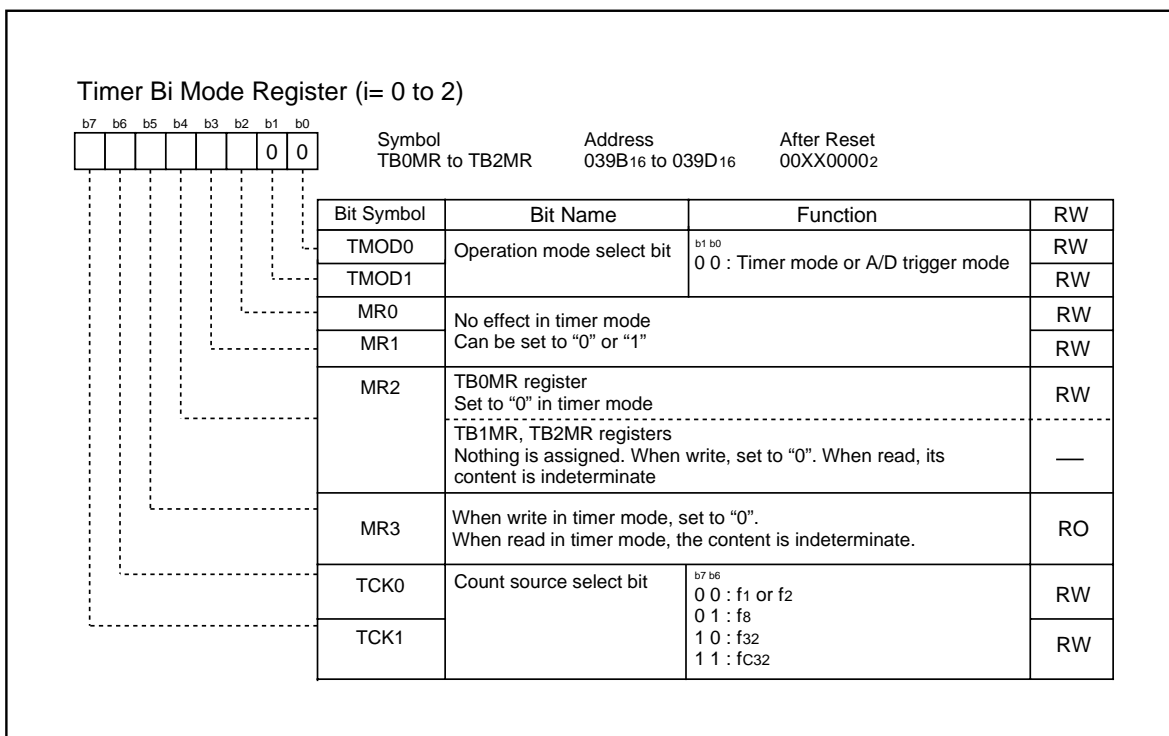 Timer Bi Mode Register (i= 0 to 2)
b7 b6 b5 b4 b3 b2 b1 b0
0 0
Symbol Address After Reset
TB0MR to TB2MR 039B16 to 039D16 00XX00002
Bit Symbol Bit Name Function RW
TMOD0 Operation mode select bit b1 b0 RW
0 0 : Timer mode or A/D trigger mode
TMOD1 RW
MR0 No effect in timer mode RW
MR1 Can be set to “0” or “1” RW
MR2 TB0MR register RW
Set to “0” in timer mode
TB1MR, TB2MR registers
Nothing is assigned. When write, set to “0”. When read, its —
content is indeterminate
MR3 When write in timer mode, set to “0”. RO
When read in timer mode, the content is indeterminate.
TCK0 Count source select bit b7 b6 RW
0 0 : f1 or f2
0 1 : f8
TCK1 1 0 : f32 RW
1 1 : fC32